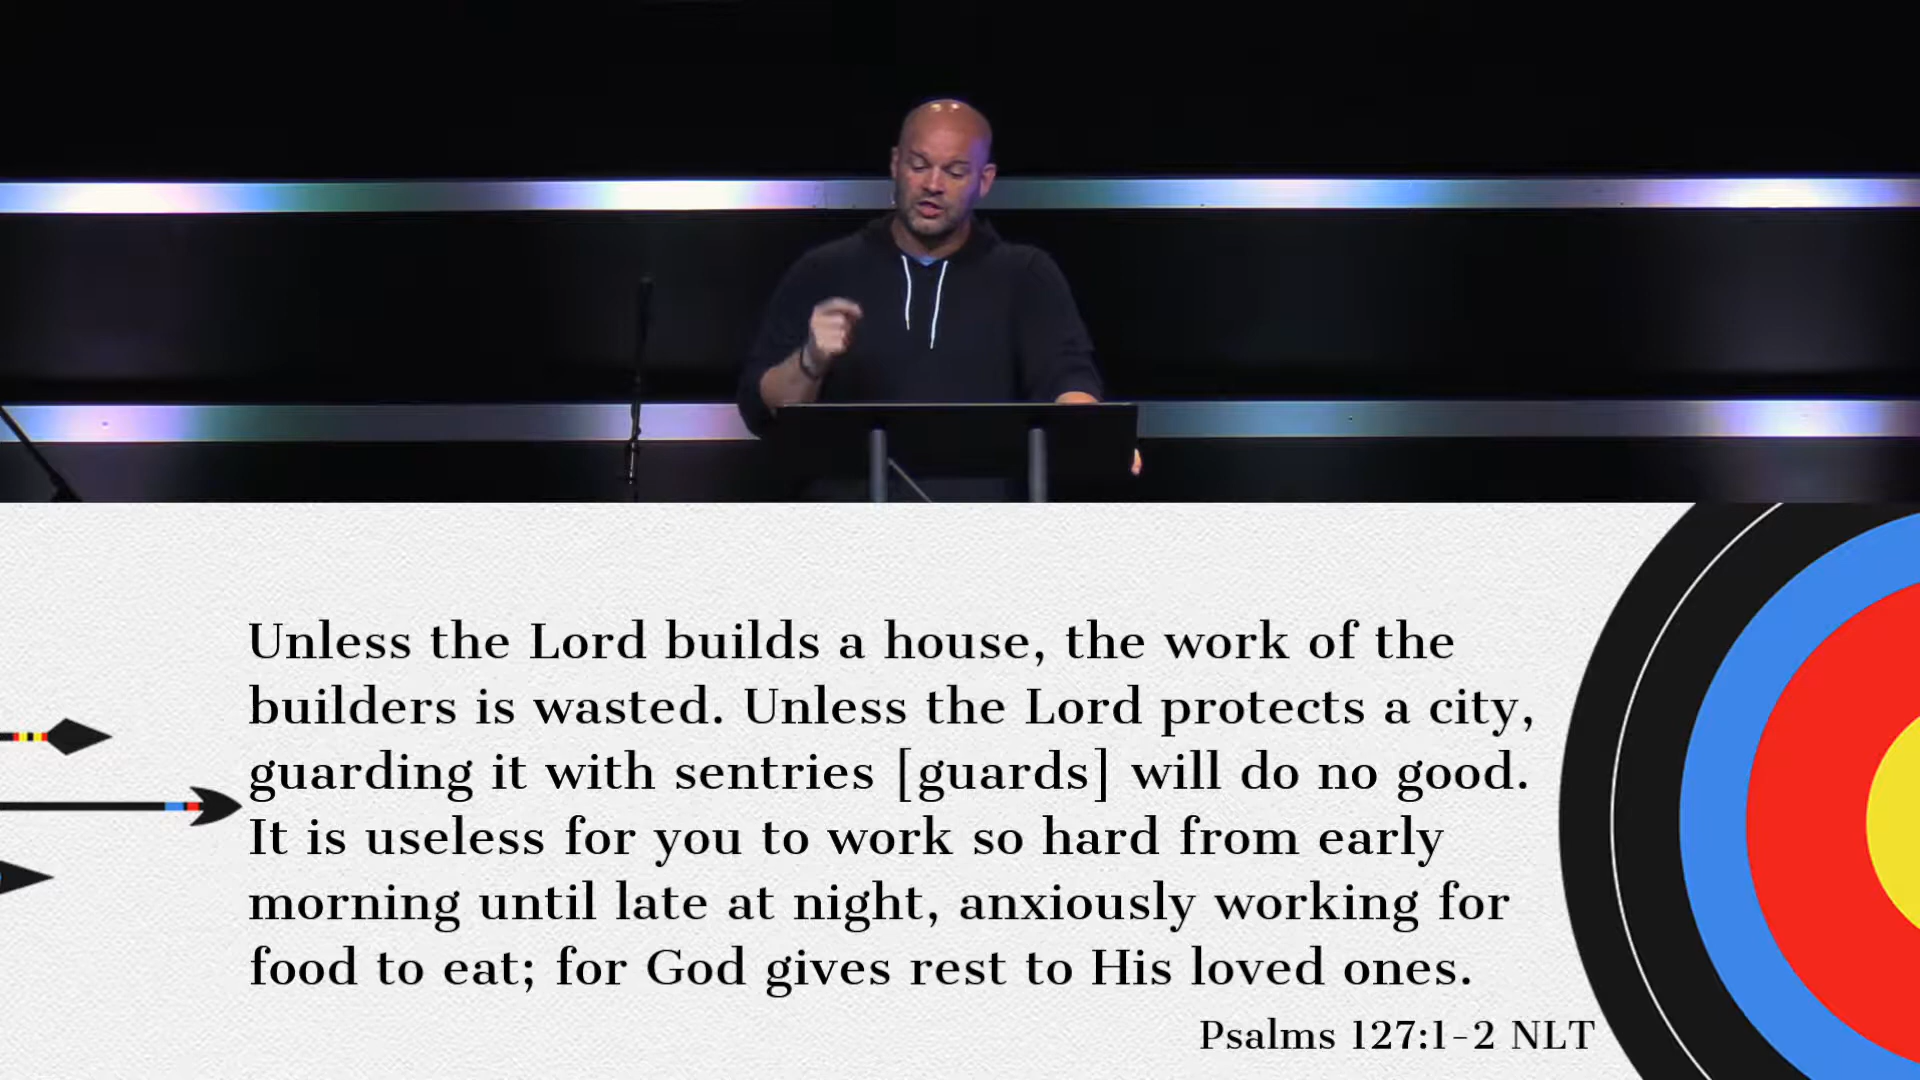 Unless the Lord builds a house, the work of the
builders is wasted. Unless the Lord protects a city,
guarding it with sentries [guards] will do no good.
It is useless for you to work so hard from early
morning until late at night, anxiously working for
food to eat; for God gives rest to His loved ones.
Psalms 127:1-2 NLT